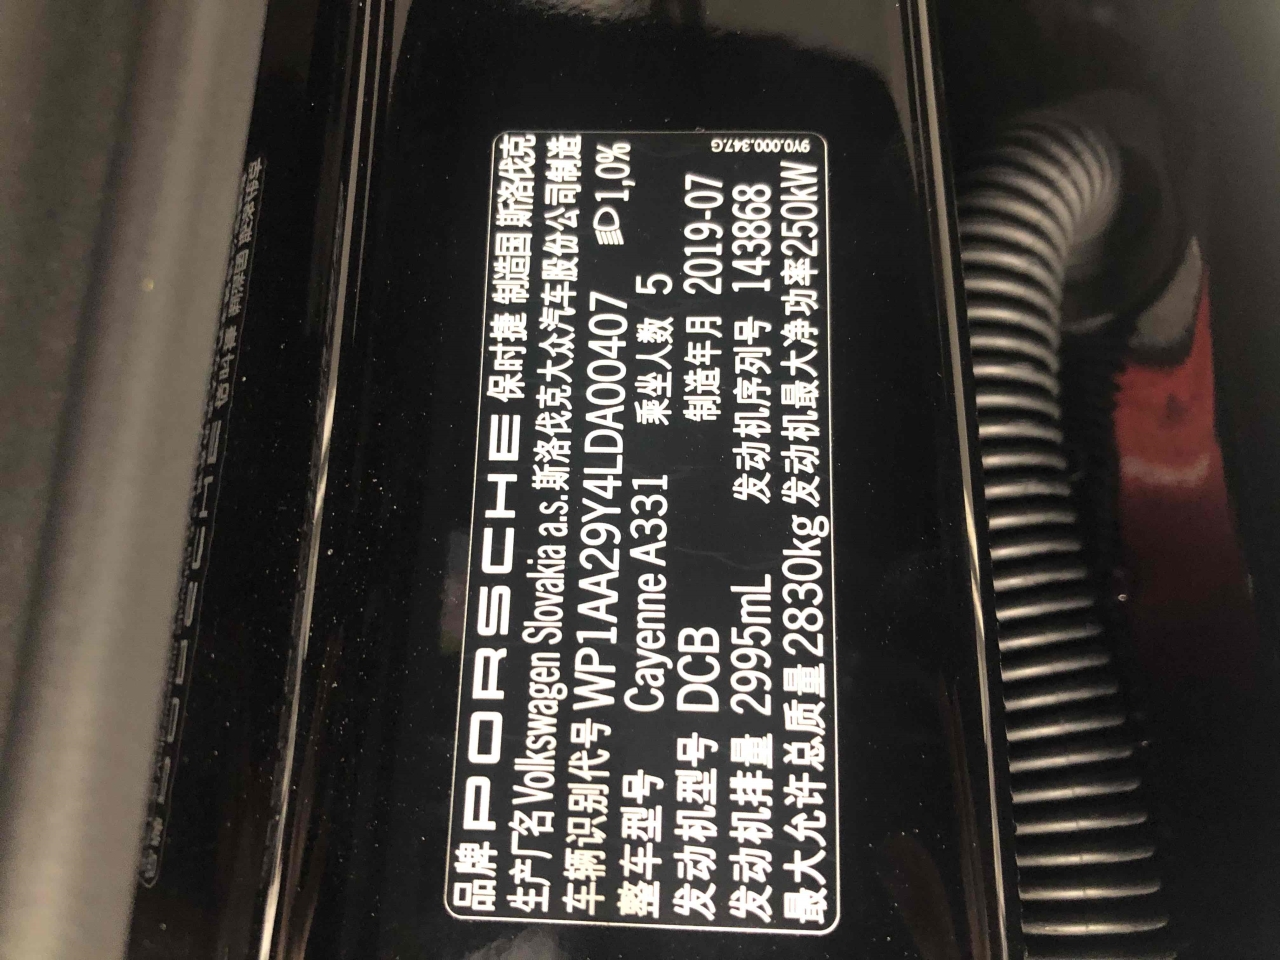 品牌 PORSCHE 保时捷 制造国 斯洛伐克
生产厂名 Volkswagen Slovakia a.s. 斯洛伐克大众汽车股份公司制造
车辆识别代号 WP1AA29Y4LDA00407 1,0%
整车型号 Cayenne A331 乘坐人数 5
发动机型号 DCB 制造年月 2019-07
发动机排量 2995mL 发动机序列号 143868
最大允许总质量 2830kg 发动机最大净功率 250kW
9Y0.000.347.G